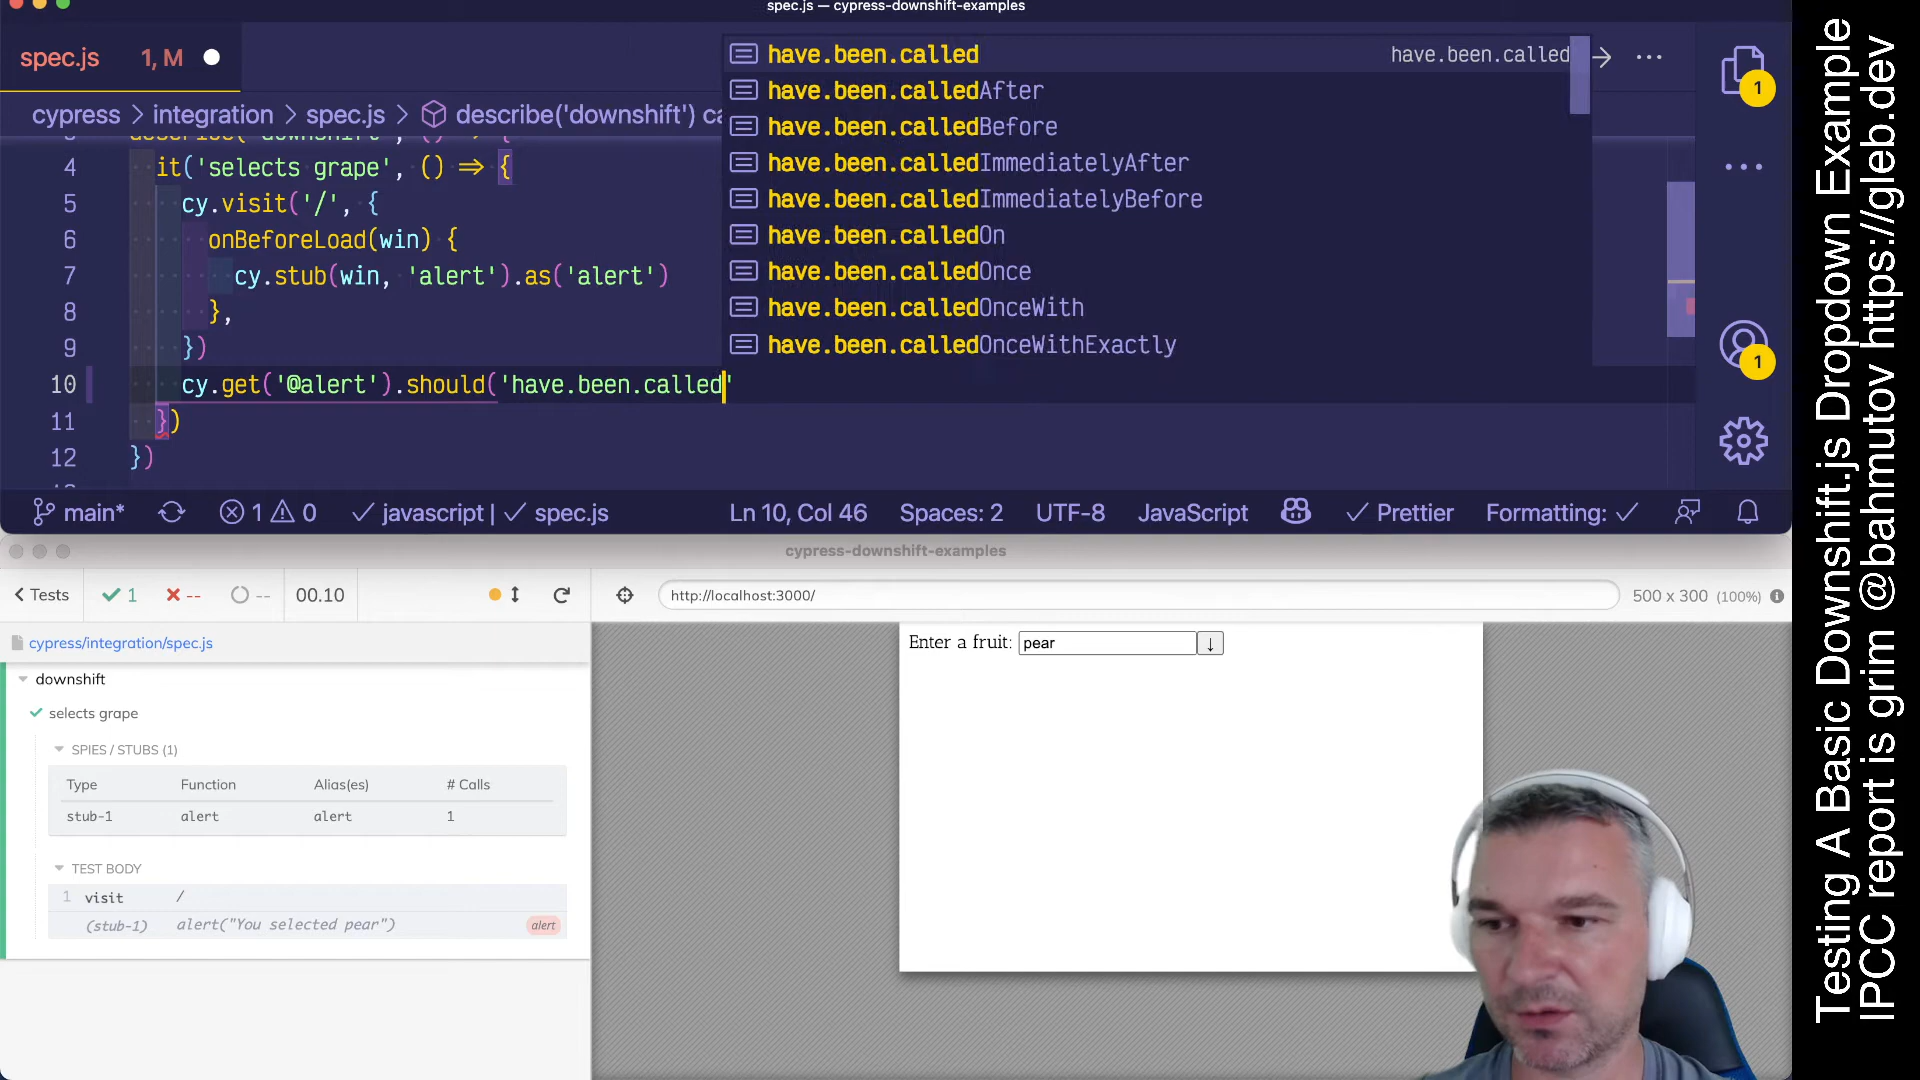 spec.js — cypress-downshift-examples
spec.js 1, M
cypress > integration > spec.js > describe('downshift') ca
4 it('selects grape', () => {
5 cy.visit('/', {
6 onBeforeLoad(win) {
7 cy.stub(win, 'alert').as('alert')
8 },
9 })
10 cy.get('@alert').should('have.been.called'
11 })
12 })
have.been.called have.been.called
have.been.calledAfter
have.been.calledBefore
have.been.calledImmediatelyAfter
have.been.calledImmediatelyBefore
have.been.calledOn
have.been.calledOnce
have.been.calledOnceWith
have.been.calledOnceWithExactly
1
1
main* 1 0 javascript | spec.js Ln 10, Col 46 Spaces: 2 UTF-8 JavaScript Prettier Formatting:
cypress-downshift-examples
Tests 1 -- -- 00.10 http://localhost:3000/ 500 x 300 (100%)
cypress/integration/spec.js
downshift
selects grape
SPIES / STUBS (1)
Type Function Alias(es) # Calls
stub-1 alert alert 1
TEST BODY
1 visit /
(stub-1) alert("You selected pear") alert
Enter a fruit: pear ↓
Testing A Basic Downshift.js Dropdown Example
IPCC report is grim @bahmutov https://gleb.dev